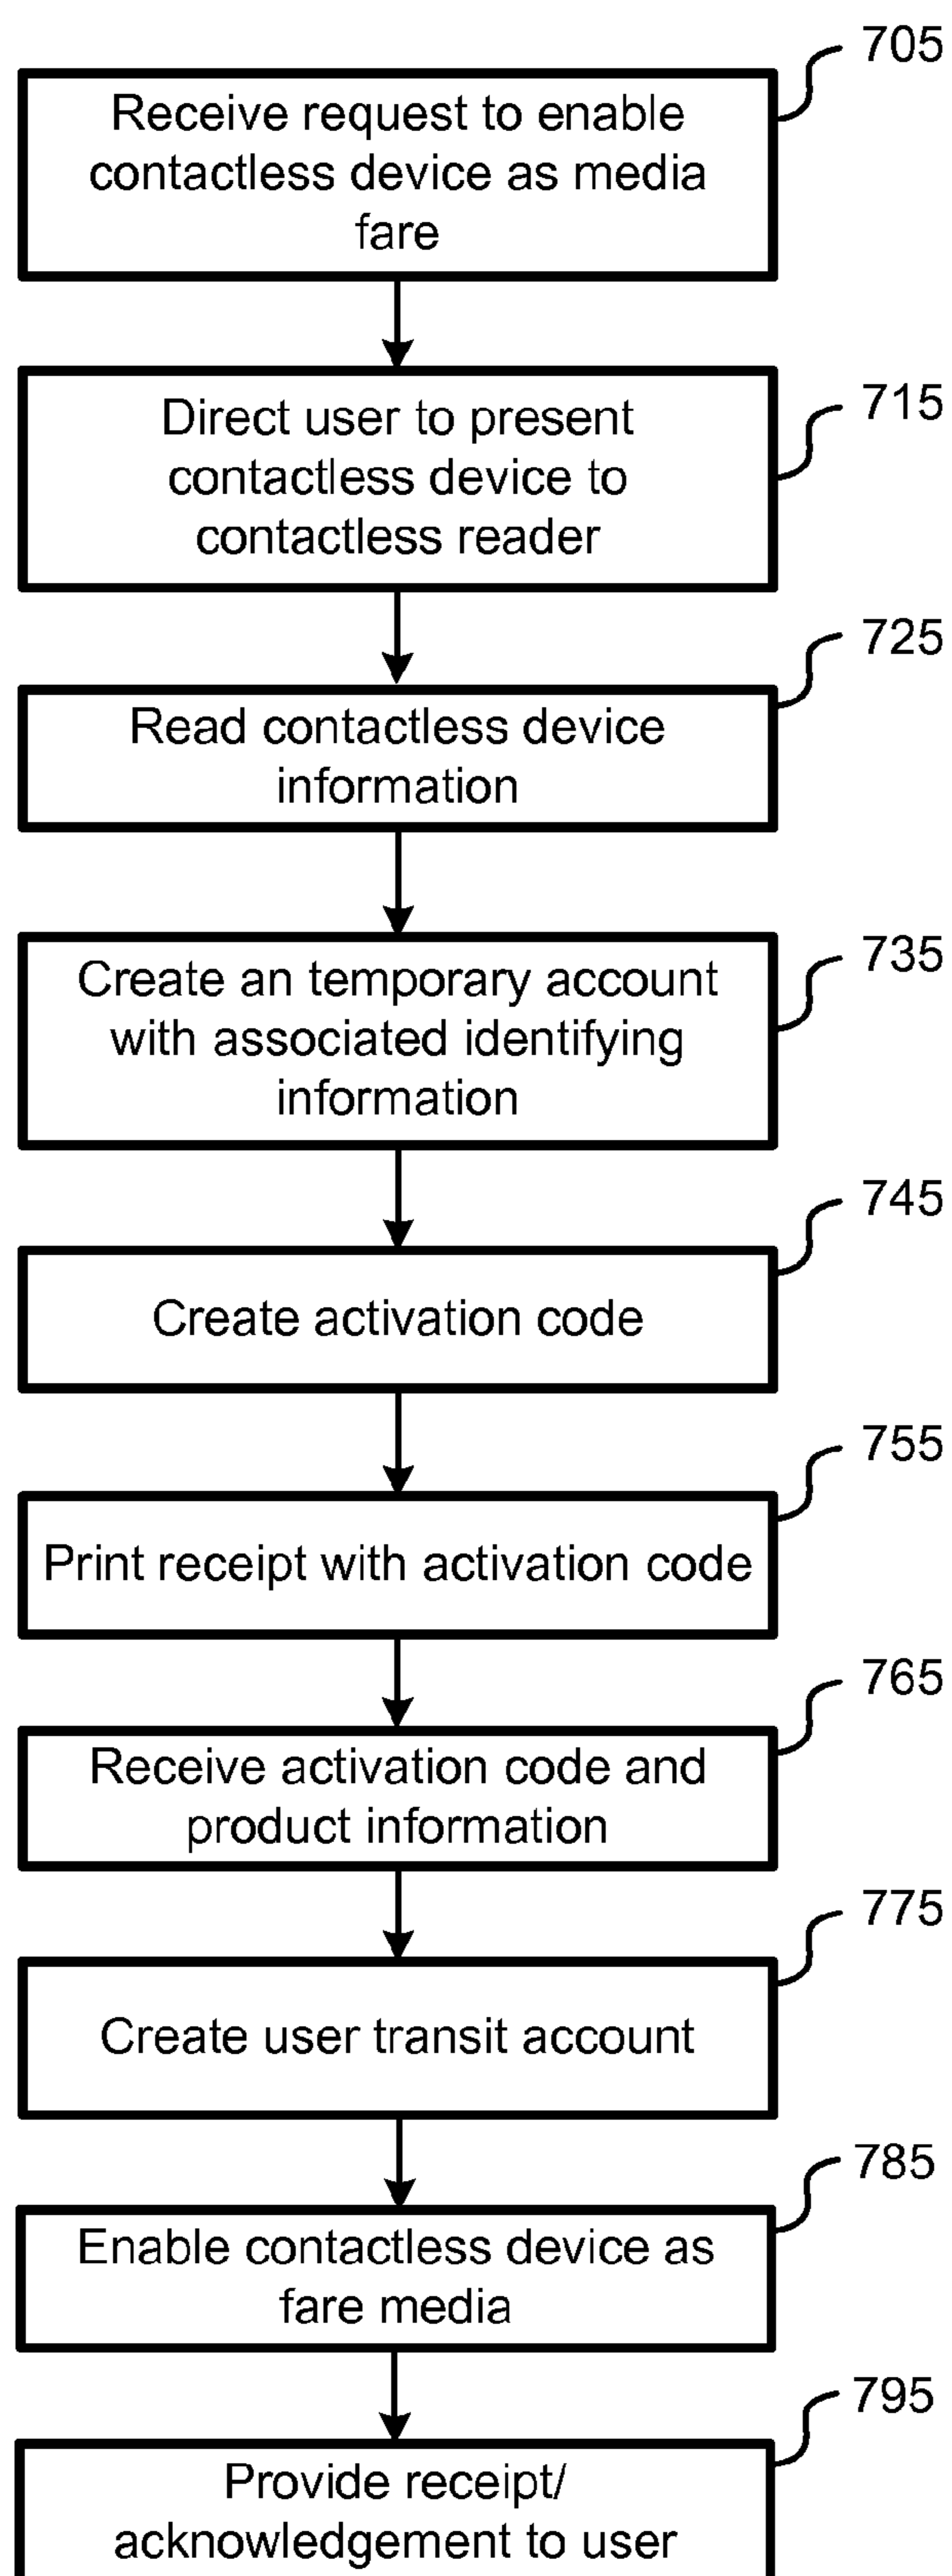 705
Receive request to enable
contactless device as media
fare
715
Direct user to present
contactless device to
contactless reader
725
Read contactless device
information
735
Create an temporary account
with associated identifying
information
745
Create activation code
755
Print receipt with activation code
765
Receive activation code and
product information
775
Create user transit account
785
Enable contactless device as
fare media
795
Provide receipt/
acknowledgement to user